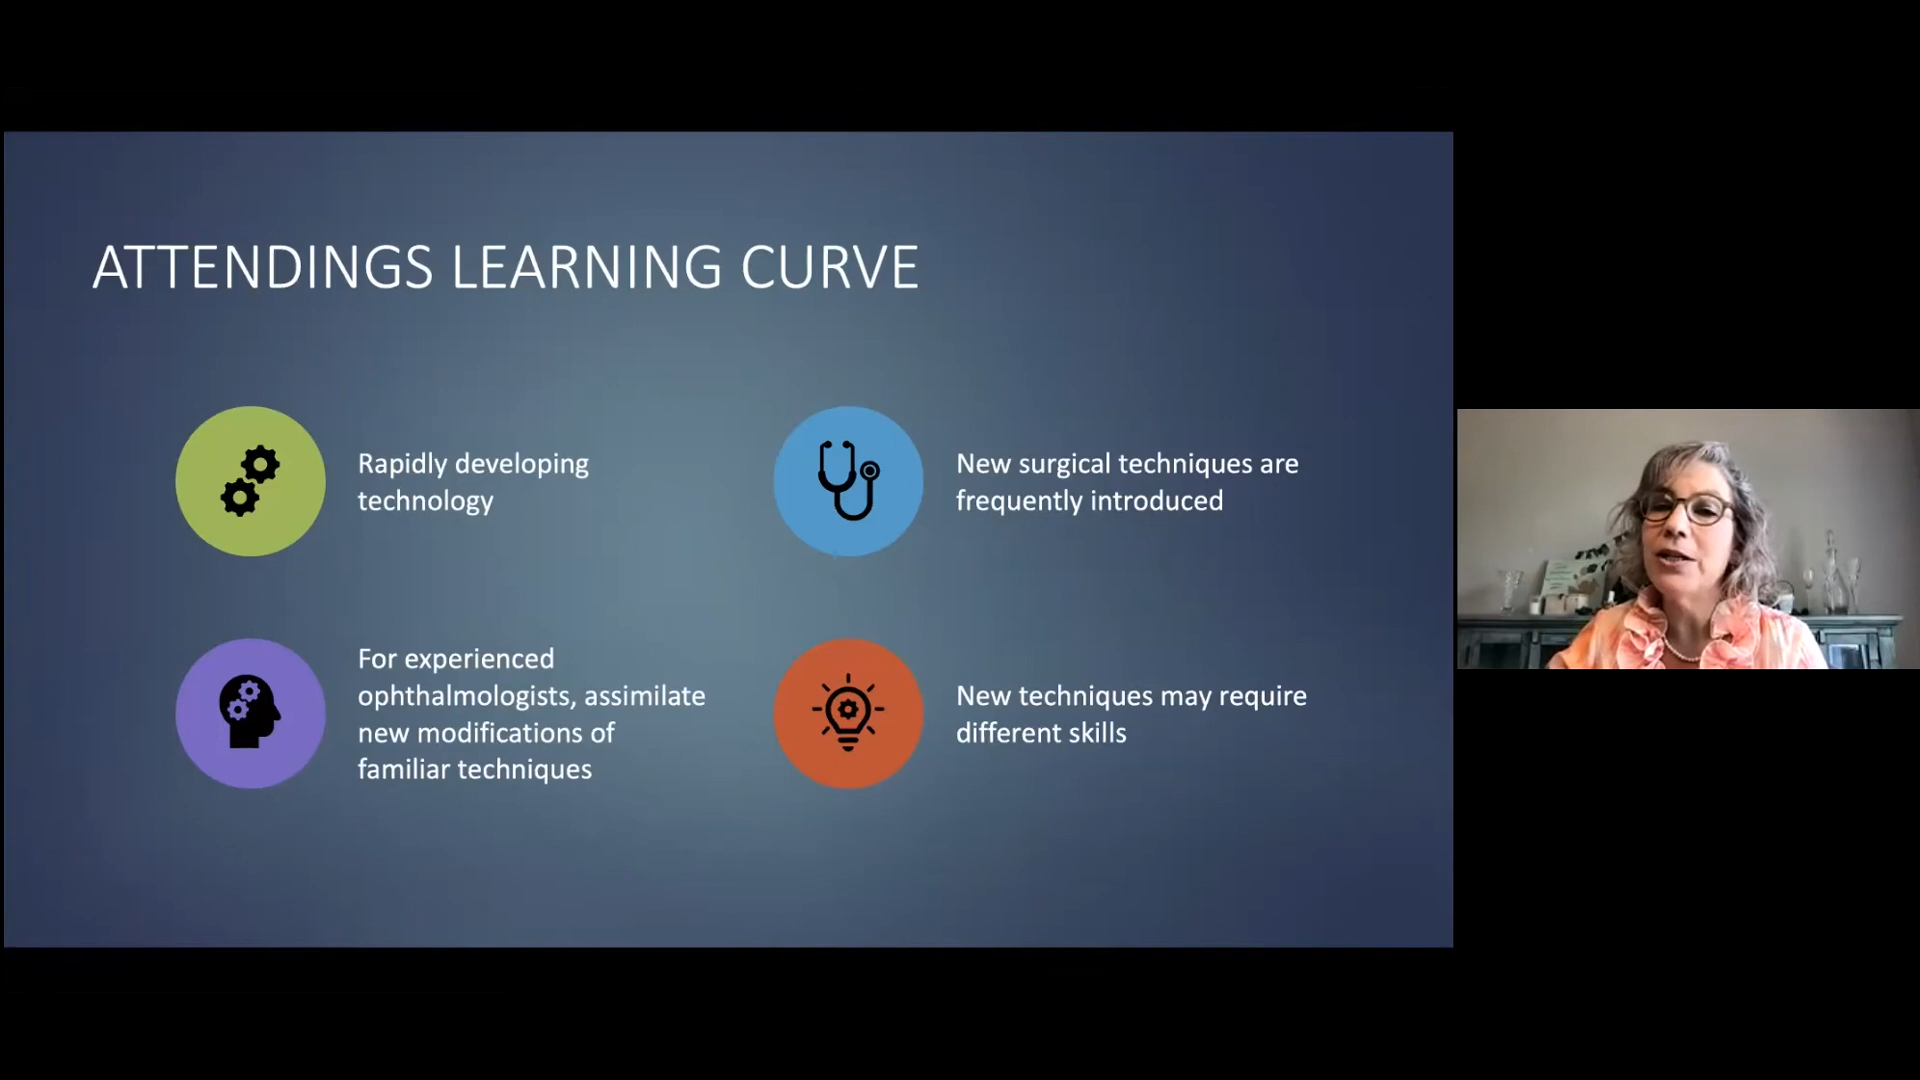 ATTENDINGS LEARNING CURVE
Rapidly developing
technology
New surgical techniques are
frequently introduced
For experienced
ophthalmologists, assimilate
new modifications of
familiar techniques
New techniques may require
different skills